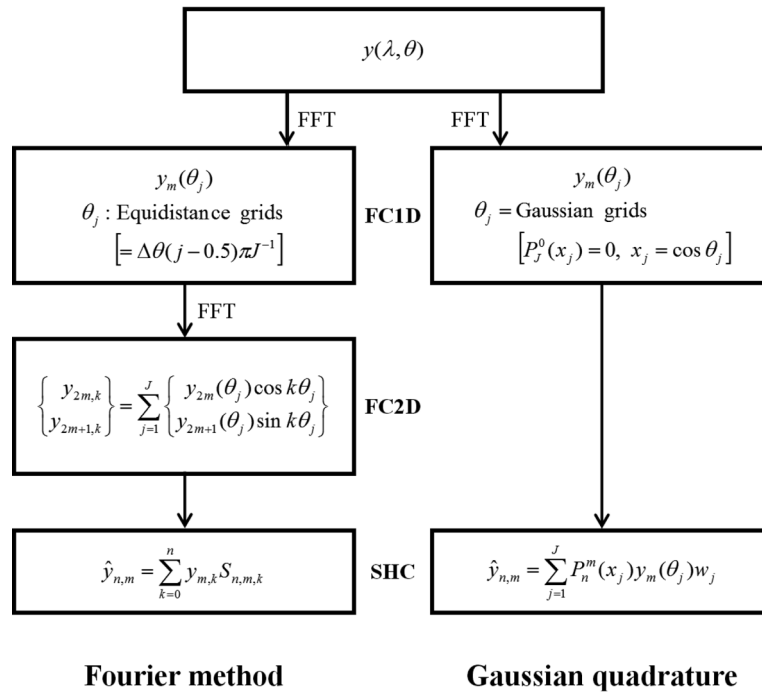 y(λ,θ)
FFT
FFT
y_m(θ_j)
θ_j : Equidistance grids
[= Δθ(j − 0.5)πJ^{-1}]
FC1D
y_m(θ_j)
θ_j = Gaussian grids
[P_J^0(x_j) = 0, x_j = cos θ_j]
FFT
{y_{2m,k} y_{2m+1,k}} = ∑_{j=1}^{J} {y_{2m}(θ_j) cos kθ_j y_{2m+1}(θ_j) sin kθ_j}
FC2D
ŷ_{n,m} = ∑_{k=0}^{n} y_{m,k} S_{n,m,k}
SHC
ŷ_{n,m} = ∑_{j=1}^{J} P_n^m(x_j) y_m(θ_j) w_j
Fourier method
Gaussian quadrature